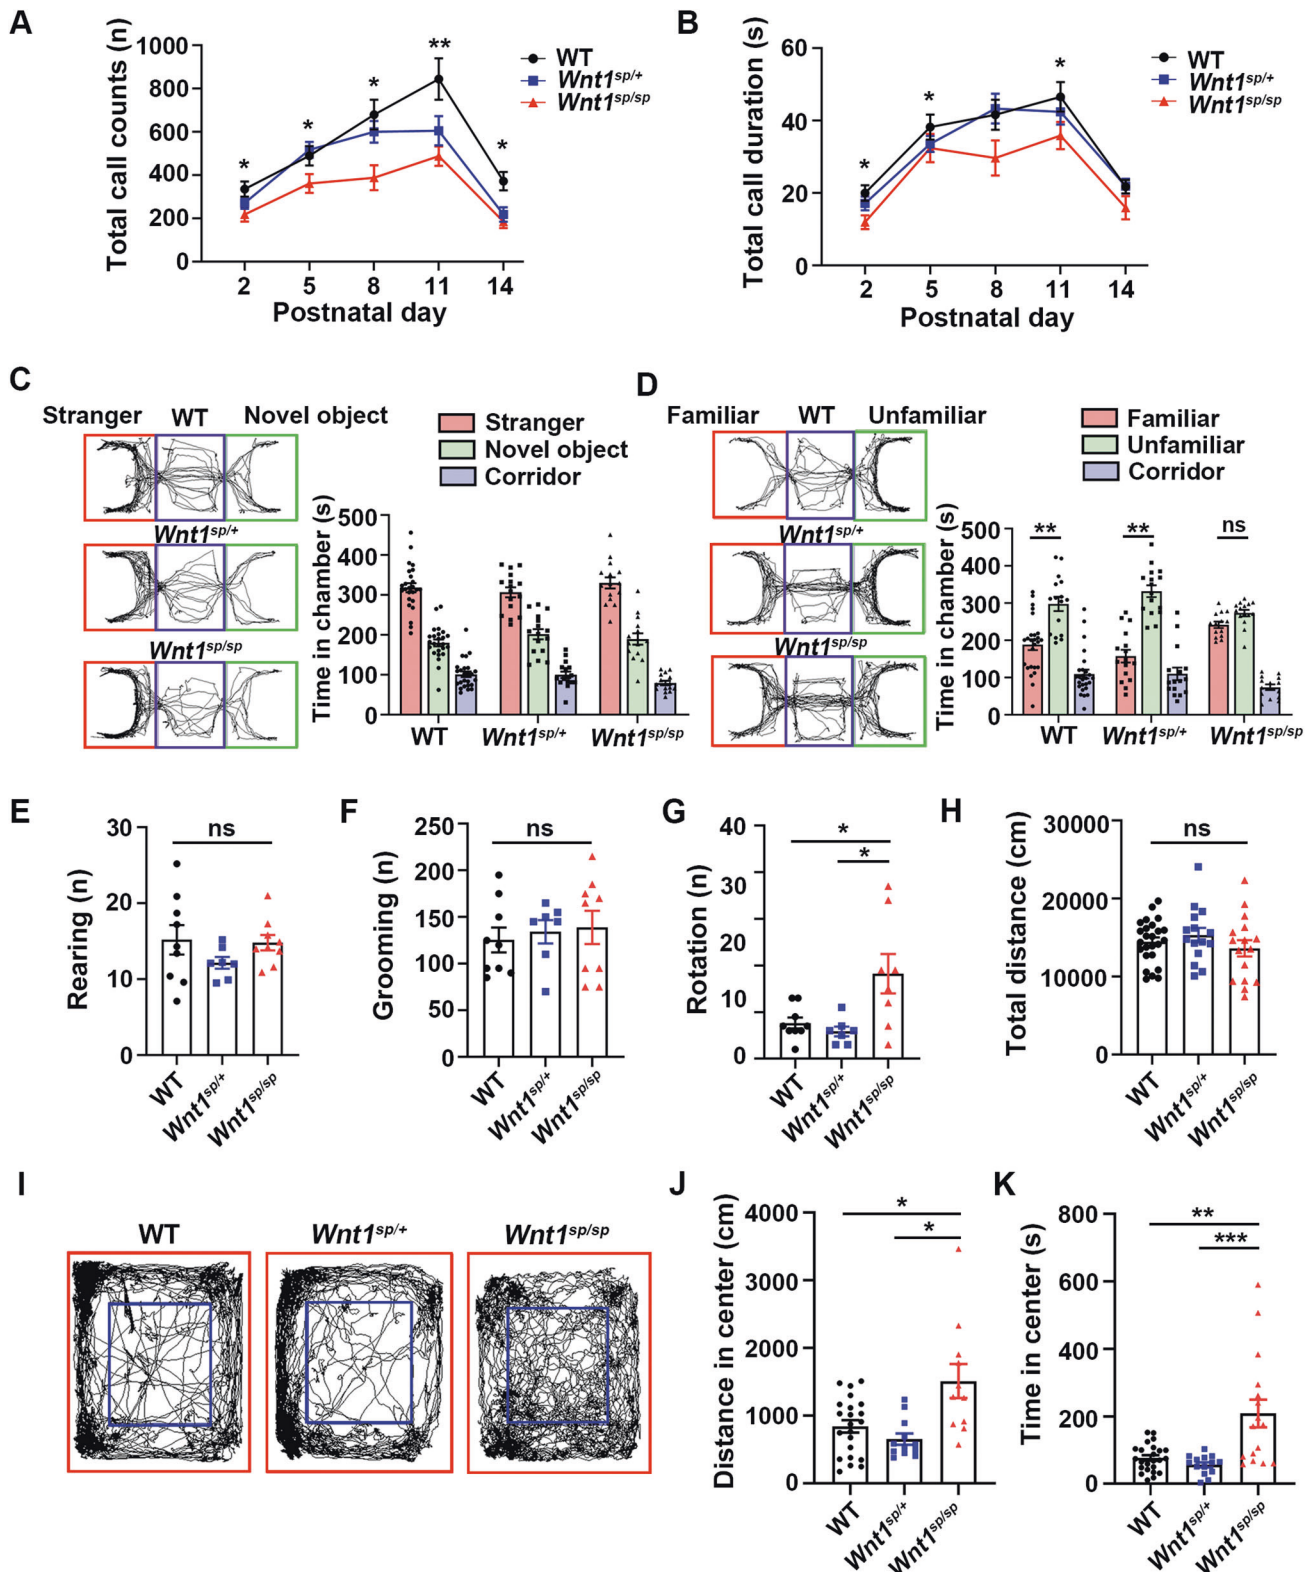 A
Total call counts (n)
1000
800
600
400
200
0
*
*
*
**
*
2 5 8 11 14
Postnatal day
WT
Wnt1sp/+
Wnt1sp/sp
B
Total call duration (s)
60
40
20
0
*
*
*
2 5 8 11 14
Postnatal day
WT
Wnt1sp/+
Wnt1sp/sp
C
Stranger WT Novel object
Wnt1sp/+
Wnt1sp/sp
Stranger
Novel object
Corridor
Time in chamber (s)
500
400
300
200
100
0
WT Wnt1sp/+ Wnt1sp/sp
D
Familiar WT Unfamiliar
Wnt1sp/+
Wnt1sp/sp
Familiar
Unfamiliar
Corridor
Time in chamber (s)
500
400
300
200
100
0
** ** ns
WT Wnt1sp/+ Wnt1sp/sp
E
Rearing (n)
30
20
10
0
ns
WT Wnt1sp/+ Wnt1sp/sp
F
Grooming (n)
250
200
150
100
50
0
ns
WT Wnt1sp/+ Wnt1sp/sp
G
Rotation (n)
40
30
20
10
0
*
*
WT Wnt1sp/+ Wnt1sp/sp
H
Total distance (cm)
30000
20000
10000
0
ns
WT Wnt1sp/+ Wnt1sp/sp
I
WT Wnt1sp/+ Wnt1sp/sp
J
Distance in center (cm)
4000
3000
2000
1000
0
*
*
WT Wnt1sp/+ Wnt1sp/sp
K
Time in center (s)
800
600
400
200
0
**
***
WT Wnt1sp/+ Wnt1sp/sp